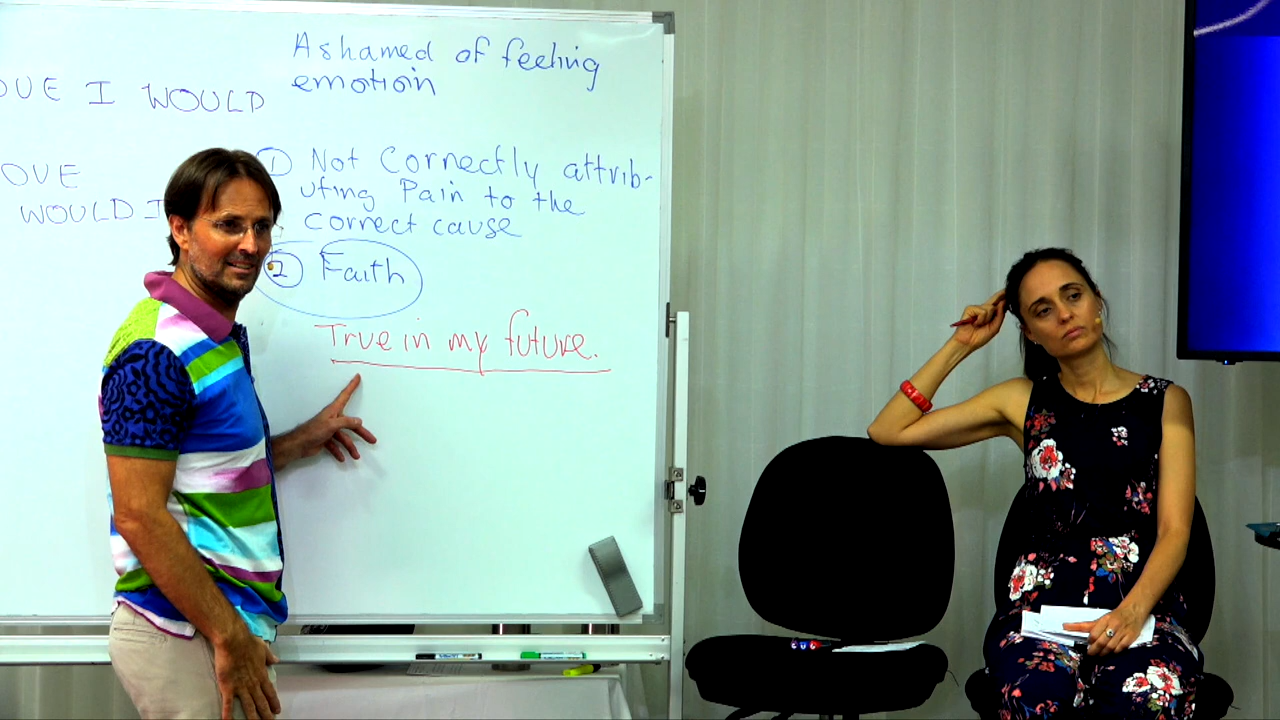 Ashamed of feeling
emotion
OUE I WOULD
① Not Correctly attrib-
uting Pain to the
correct cause
OVE
WOULD I
② Faith
True in my future.